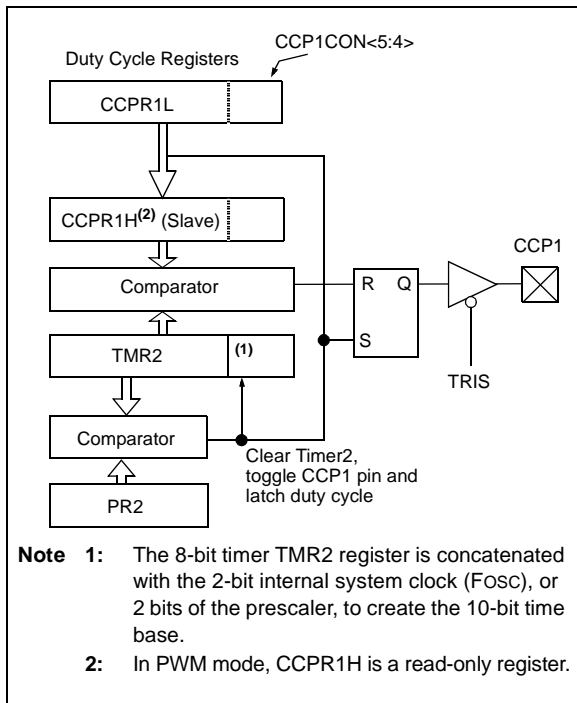 CCP1CON<5:4>
Duty Cycle Registers
CCPR1L
CCPR1H(2) (Slave)
CCP1
Comparator
R Q
TMR2 (1)
S
TRIS
Comparator
Clear Timer2,
toggle CCP1 pin and
latch duty cycle
PR2
Note 1: The 8-bit timer TMR2 register is concatenated
with the 2-bit internal system clock (FOSC), or
2 bits of the prescaler, to create the 10-bit time
base.
2: In PWM mode, CCPR1H is a read-only register.